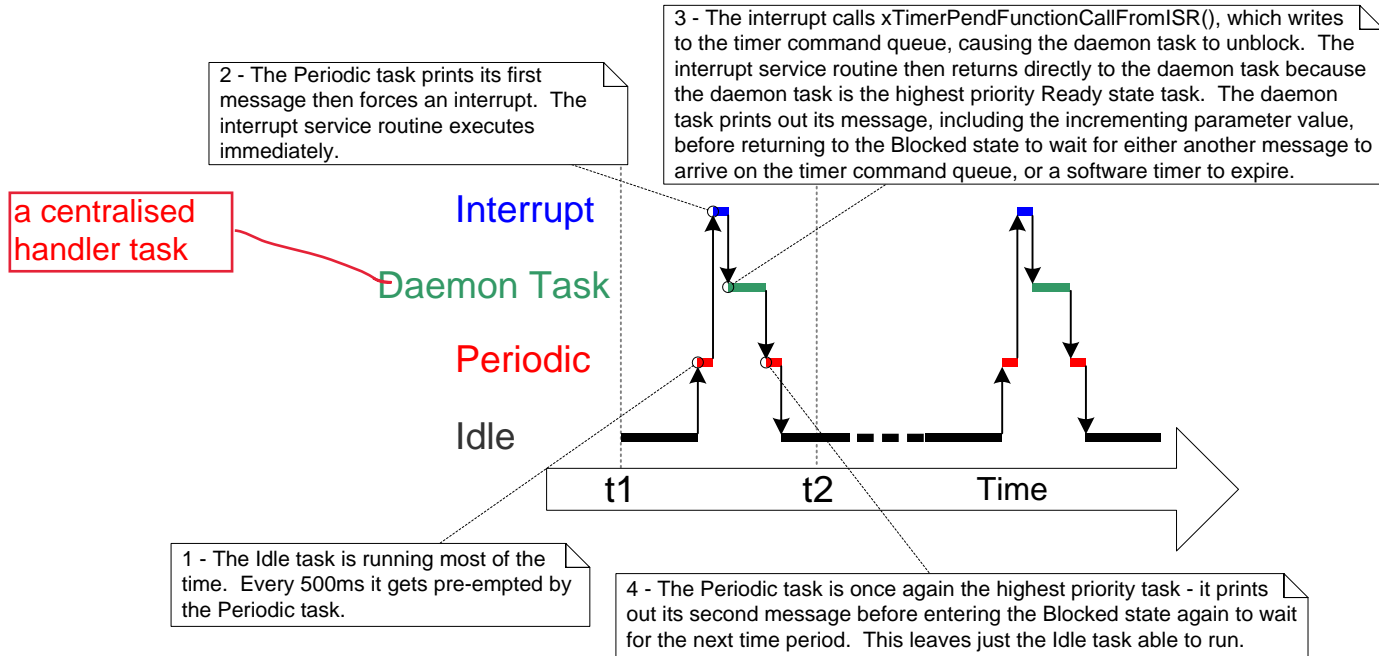 3 - The interrupt calls xTimerPendFunctionCallFromISR(), which writes
to the timer command queue, causing the daemon task to unblock.  The
interrupt service routine then returns directly to the daemon task because
the daemon task is the highest priority Ready state task.  The daemon
task prints out its message, including the incrementing parameter value,
before returning to the Blocked state to wait for either another message to
arrive on the timer command queue, or a software timer to expire.
2 - The Periodic task prints its first
message then forces an interrupt.  The
interrupt service routine executes
immediately.
a centralised
handler task
Interrupt
Daemon Task
Periodic
Idle
t1
t2
Time
1 - The Idle task is running most of the
time.  Every 500ms it gets pre-empted by
the Periodic task.
4 - The Periodic task is once again the highest priority task - it prints
out its second message before entering the Blocked state again to wait
for the next time period.  This leaves just the Idle task able to run.